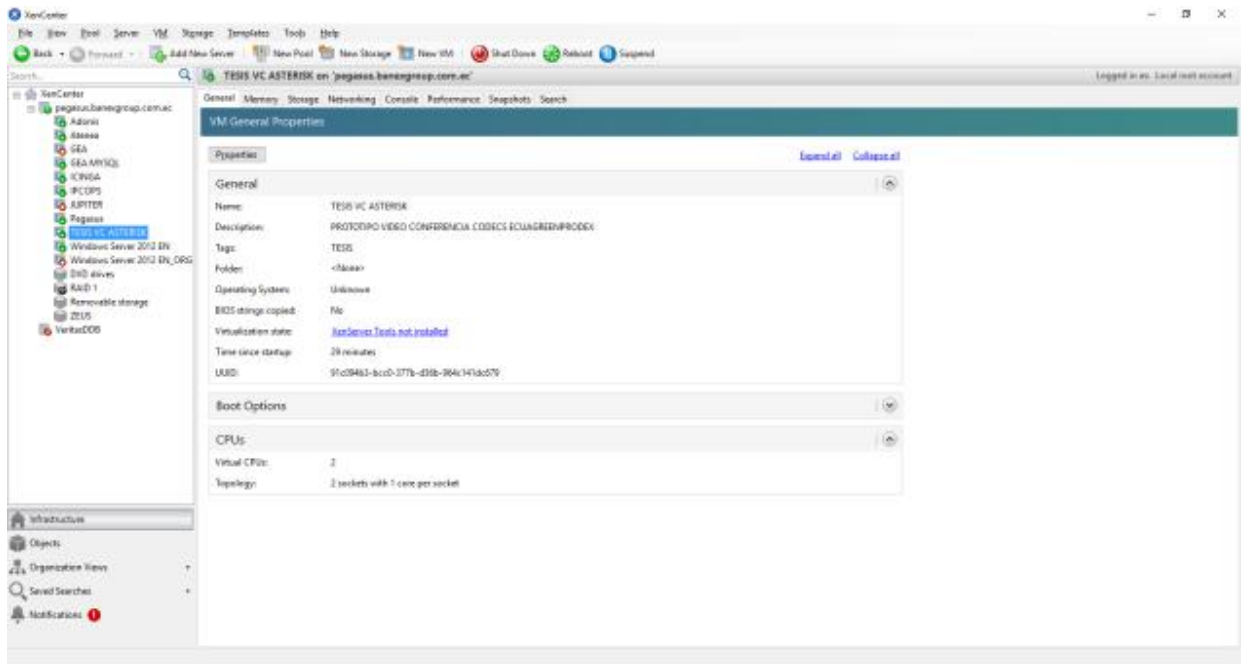 XenCenter
File View Pool Server VM Storage Templates Tools Help
Back Forward Add New Server New Pool New Storage New VM Shut Down Reboot Suspend
Search...
TESIS VC ASTERISK on 'pegasus.banexgroup.com.ec'
Logged in as: Local root account
XenCenter
pegasus.banexgroup.com.ec
Adonis
Atenea
GEA
GEA MYSQL
ICINGA
IPCOPS
JUPITER
Pegasus
TESIS VC ASTERISK
Windows Server 2012 EN
Windows Server 2012 EN_ORG
DVD drives
RAID 1
Removable storage
ZEUS
VeritasDDB
General Memory Storage Networking Console Performance Snapshots Search
VM General Properties
Properties
Expand all Collapse all
General
Name: TESIS VC ASTERISK
Description: PROTOTIPO VIDEO CONFERENCIA CODECS ECUAGREENPRODEX
Tags: TESIS
Folder: <None>
Operating System: Unknown
BIOS strings copied: No
Virtualization state: XenServer Tools not installed
Time since startup: 29 minutes
UUID:
Boot Options
CPUs
Virtual CPUs: 2
Topology: 2 sockets with 1 core per socket
Infrastructure
Objects
Organization Views
Saved Searches
Notifications 1